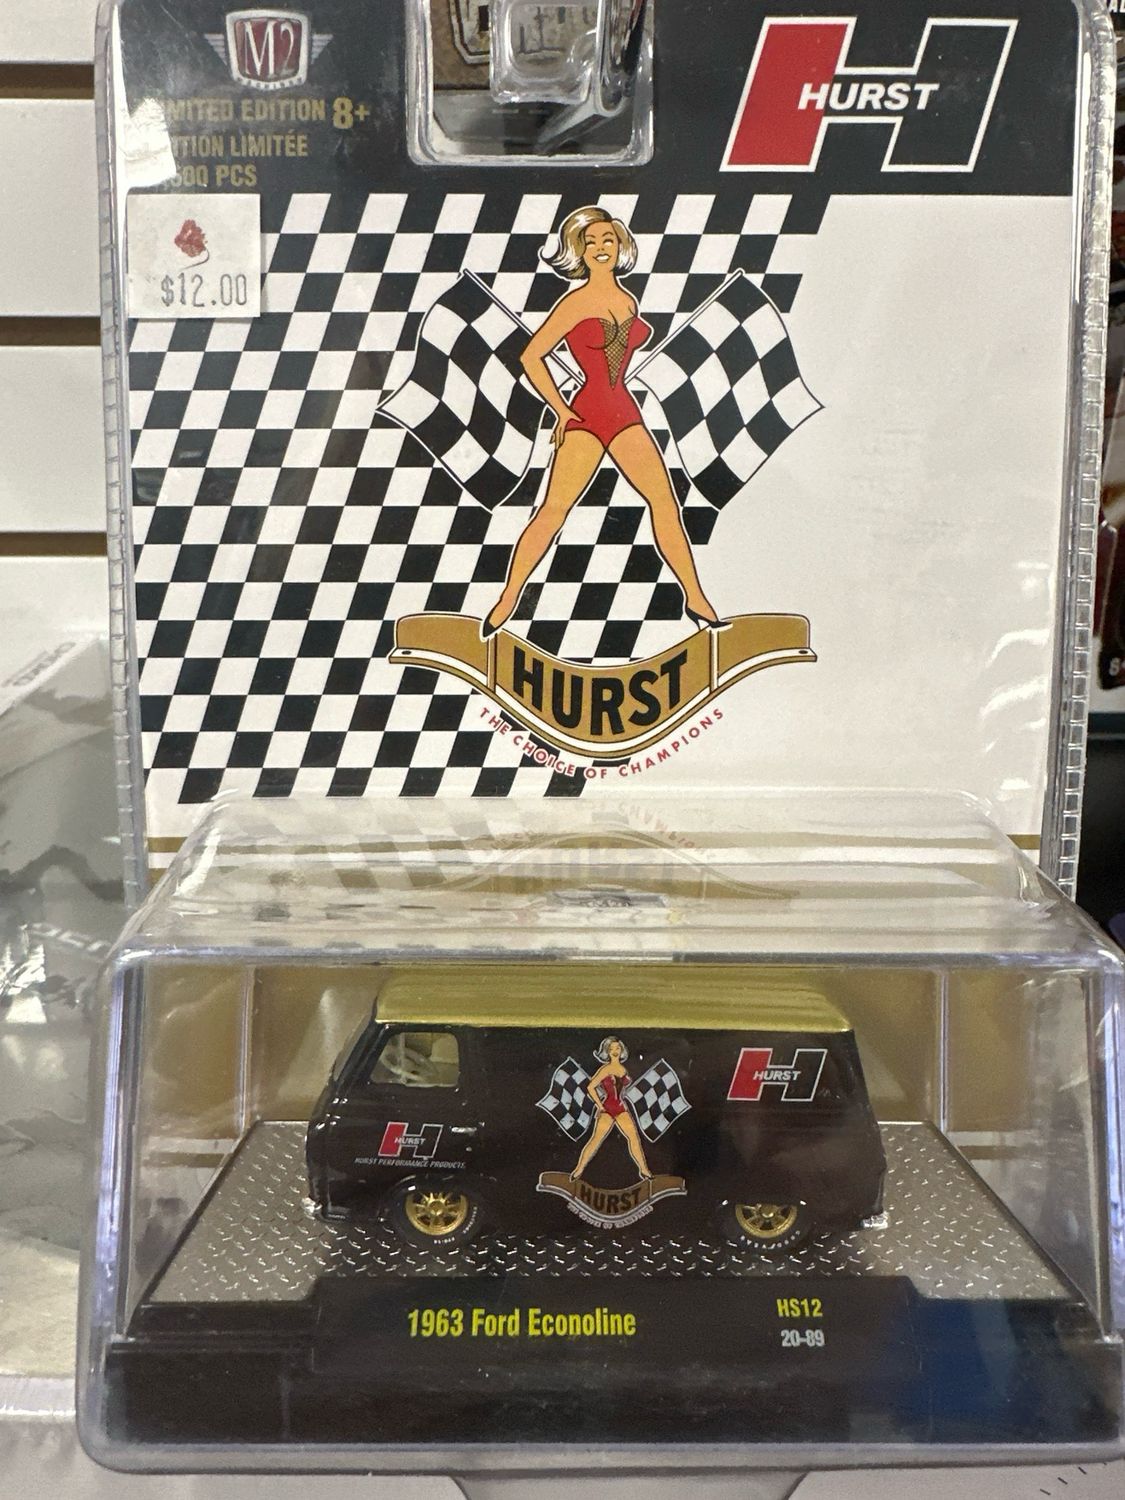 M2
LIMITED EDITION 8+
ÉDITION LIMITÉE
PCS
HURST
$12.00
HURST
THE CHOICE OF CHAMPIONS
HURST
HURST
HURST PERFORMANCE PRODUCTS
HURST
1963 Ford Econoline
HS12
20-89